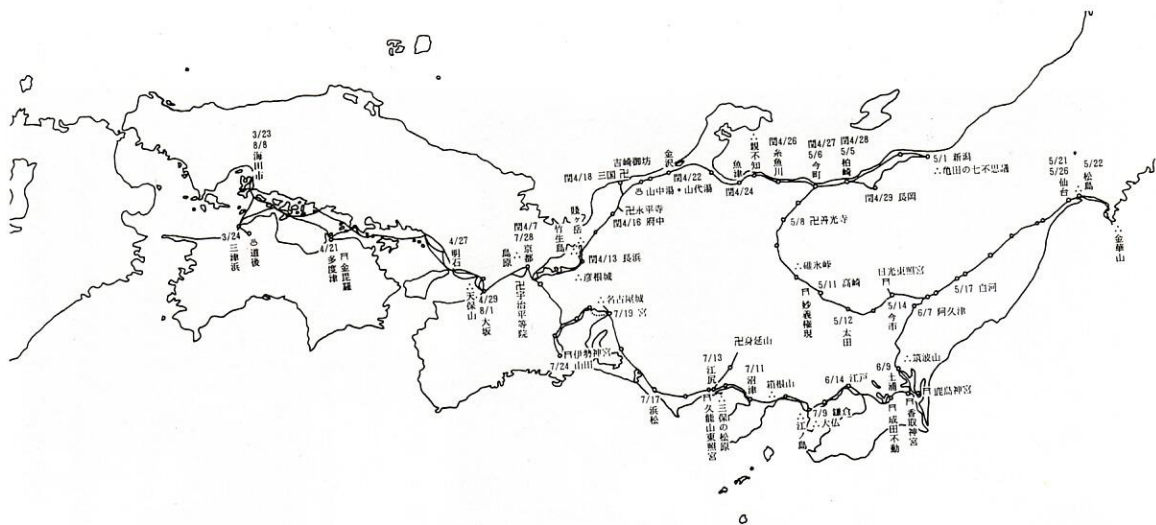 3/23
8/8
海田市
3/24
三津浜
♨道後
4/21
多度津
⛩金毘羅
4/27
明石
∴天保山
4/29
8/1
大坂
∴島原
閏4/7
7/28
京都
卍宇治平等院
竹生島
賤ヶ岳
∴
∴彦根城
閏4/13 長浜
閏4/16 府中
卍永平寺
閏4/18 三国
吉崎御坊
卍
♨山中湯・山代湯
金沢
閏4/22
魚津
閏4/24
∴親不知
閏4/26
糸魚川
閏4/27
5/6
今町
閏4/28
5/5
柏崎
閏4/29 長岡
5/1 新潟
∴亀田の七不思議
5/8 卍善光寺
∴碓氷峠
⛩妙義権現
5/11 高崎
5/12
太田
日光東照宮
⛩
5/14
今市
5/17 白河
6/7 阿久津
5/21
5/26
仙台
5/22
松島
∴
∴金華山
∴筑波山
6/9
土浦
⛩鹿島神宮
⛩香取神宮
⛩成田不動
6/14 江戸
7/9 鎌倉
∴大仏
∴江ノ島
箱根山
∴
7/11
沼津
卍身延山
7/13
江尻
∴三保の松原
⛩久能山東照宮
7/17
浜松
∴名古屋城
7/19 宮
⛩伊勢神宮
7/24 山田